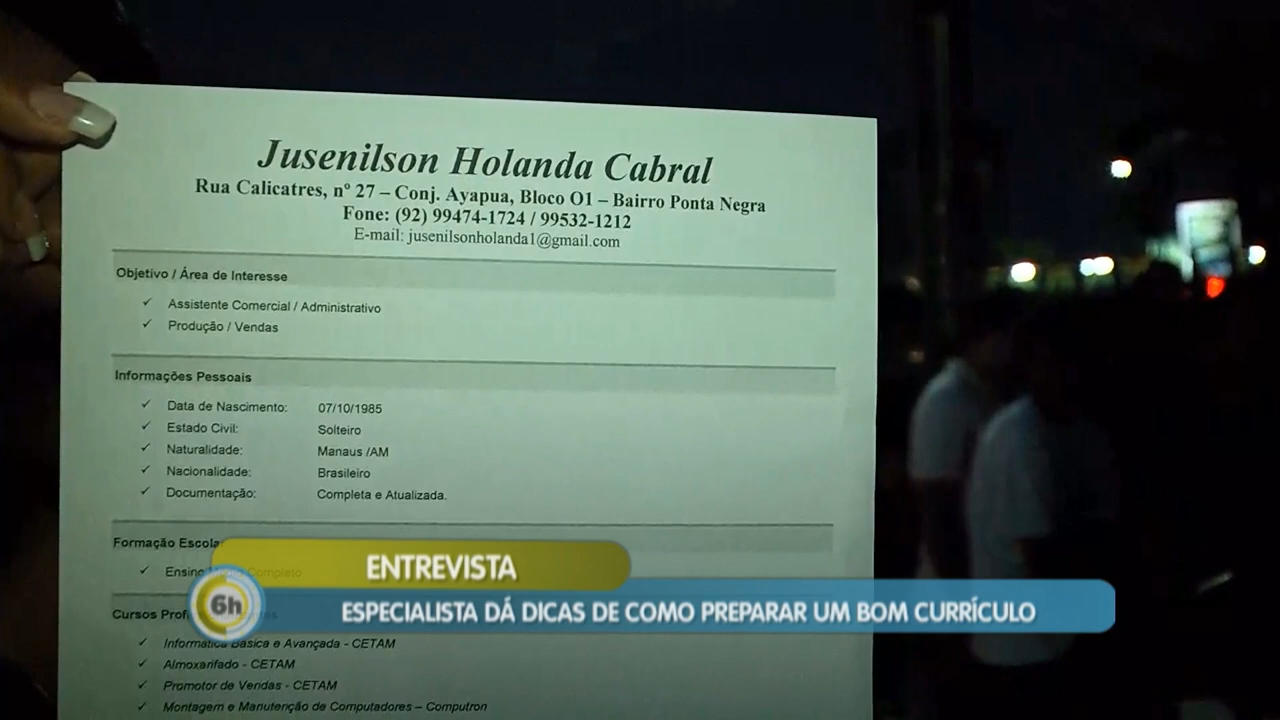 Jusenilson Holanda Cabral
Rua Calicatres, nº 27 – Conj. Ayapua, Bloco O1 – Bairro Ponta Negra
Fone: (92) 99474-1724 / 99532-1212
E-mail: jusenilsonholanda1@gmail.com
Objetivo / Área de Interesse
✓ Assistente Comercial / Administrativo
✓ Produção / Vendas
Informações Pessoais
✓ Data de Nascimento: 07/10/1985
✓ Estado Civil: Solteiro
✓ Naturalidade: Manaus /AM
✓ Nacionalidade: Brasileiro
✓ Documentação: Completa e Atualizada.
Formação Escola
✓ Ensino Médio Completo
ENTREVISTA
6h
ESPECIALISTA DÁ DICAS DE COMO PREPARAR UM BOM CURRÍCULO
Cursos Prof
✓ Informática Básica e Avançada - CETAM
✓ Almoxarifado - CETAM
✓ Promotor de Vendas - CETAM
✓ Montagem e Manutenção de Computadores – Computron